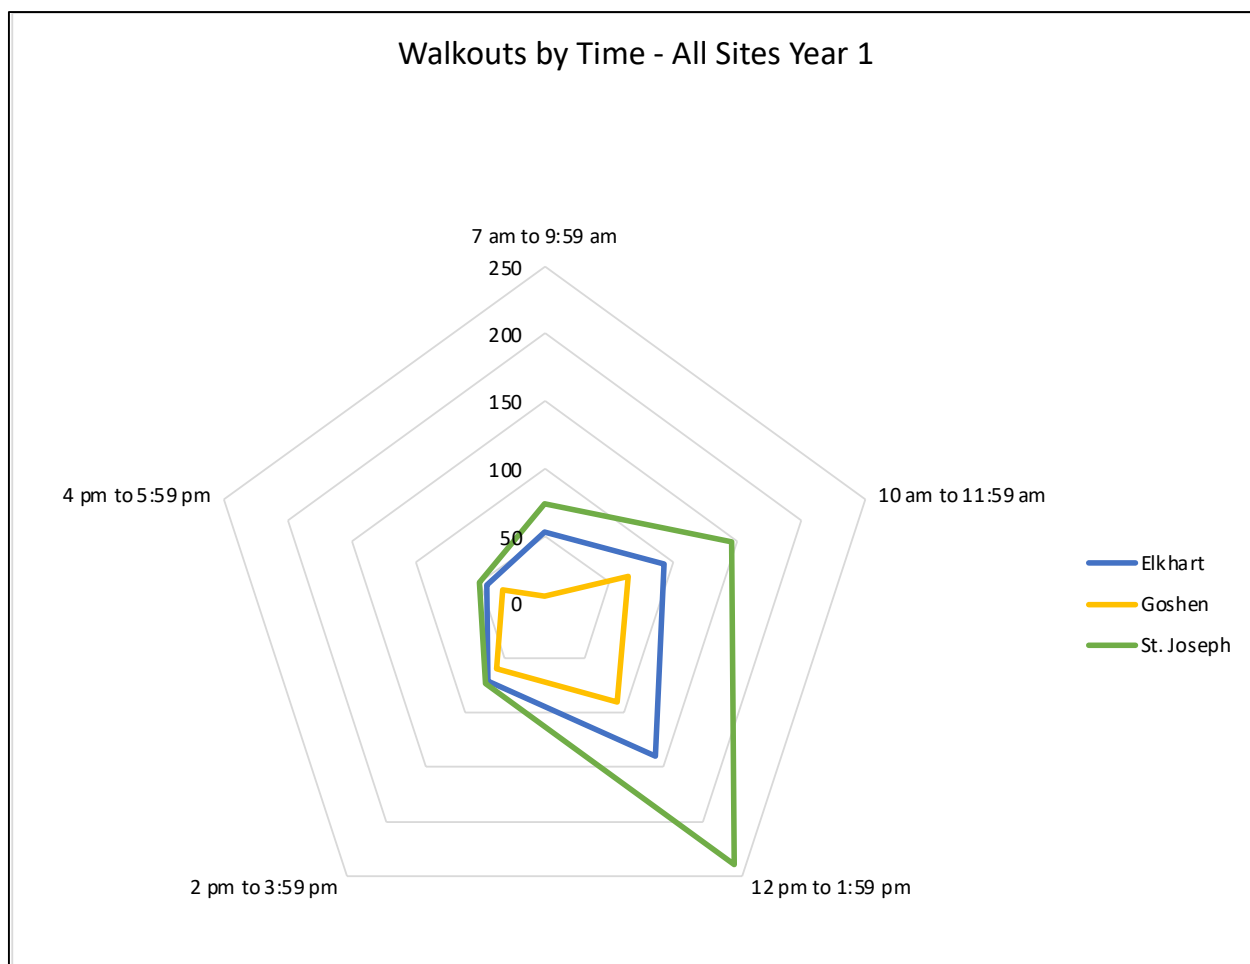 Walkouts by Time - All Sites Year 1
7 am to 9:59 am
250
200
150
100
50
0
4 pm to 5:59 pm
10 am to 11:59 am
2 pm to 3:59 pm
12 pm to 1:59 pm
Elkhart
Goshen
St. Joseph